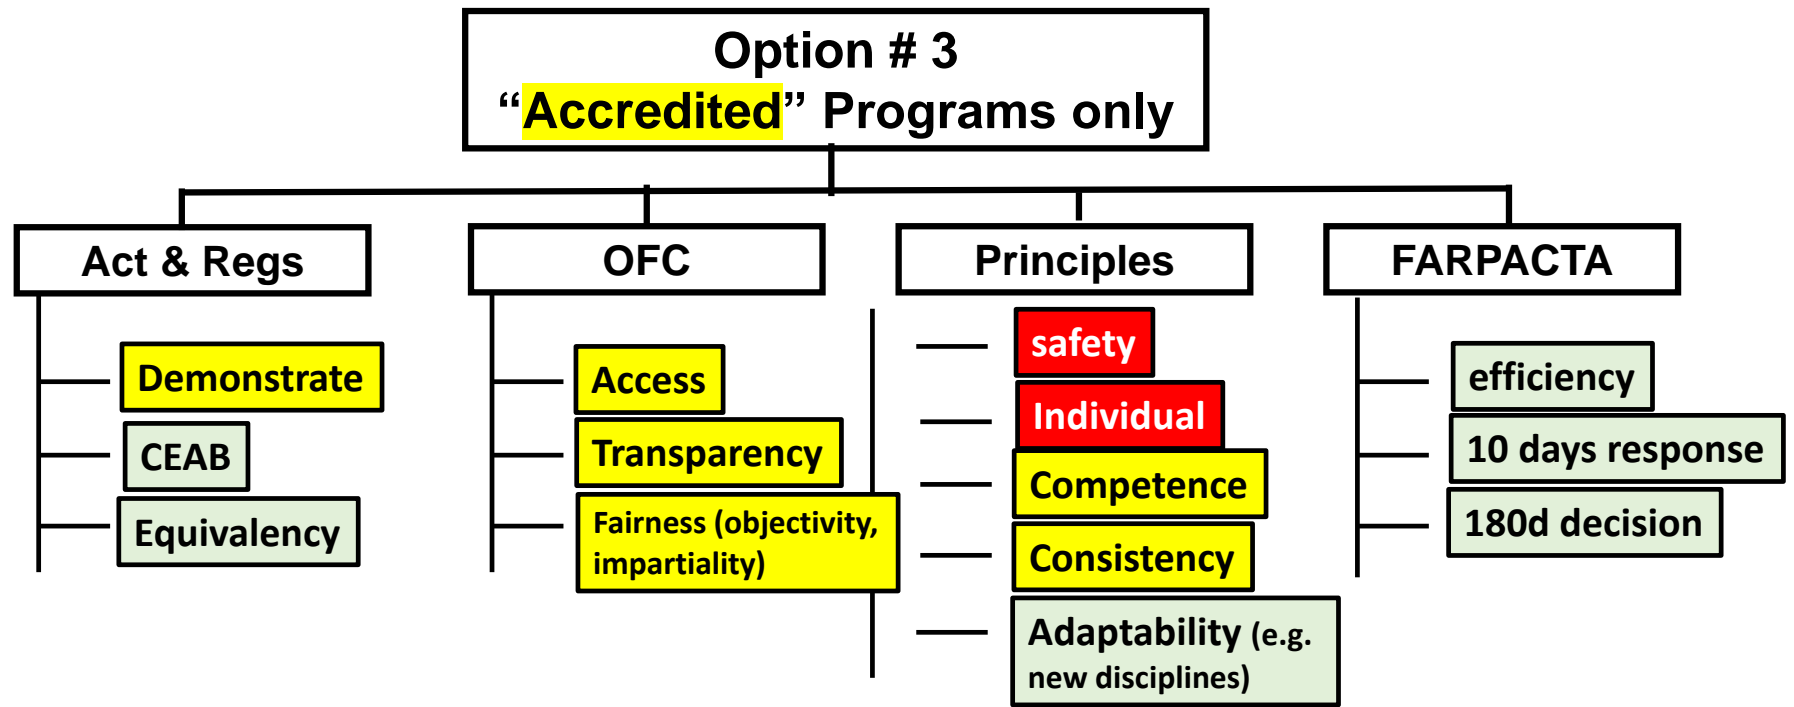 Option # 3
“Accredited” Programs only
Act & Regs
Demonstrate
CEAB
Equivalency
OFC
Access
Transparency
Fairness (objectivity,
impartiality)
Principles
safety
Individual
Competence
Consistency
Adaptability (e.g.
new disciplines)
FARPACTA
efficiency
10 days response
180d decision